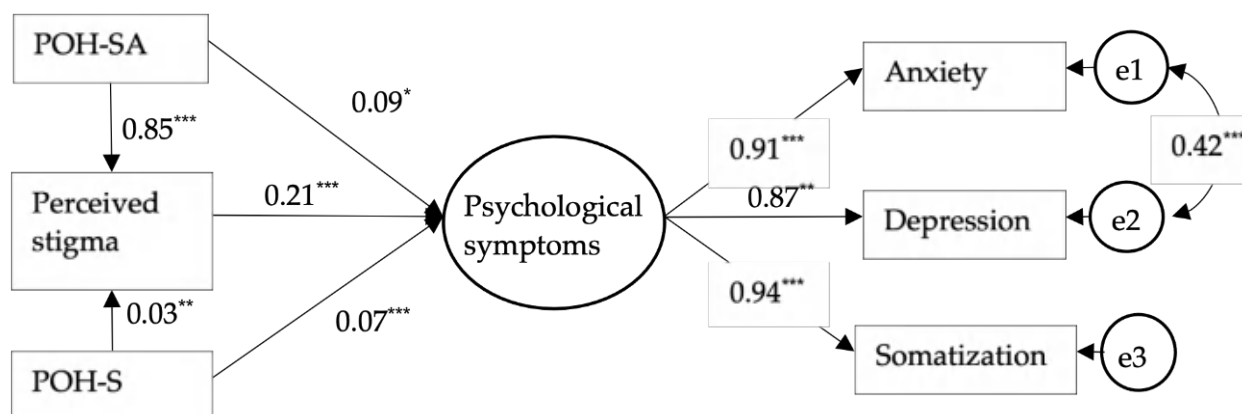 POH-SA
0.09*
0.85***
Perceived
stigma
0.21***
0.03**
POH-S
0.07***
Psychological
symptoms
0.91***
0.87**
0.94***
Anxiety
Depression
Somatization
e1
e2
e3
0.42***